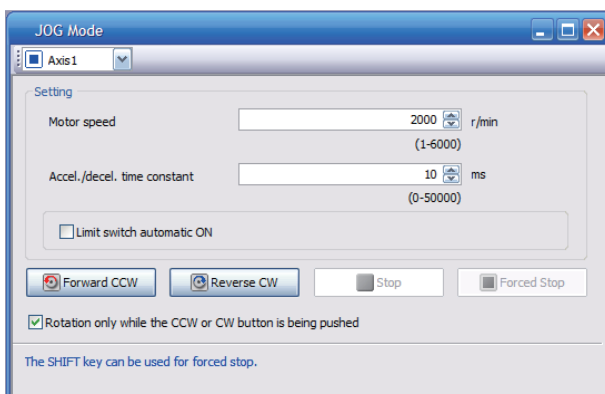 JOG Mode
Axis1
Setting
Motor speed 2000 r/min
(1-6000)
Accel./decel. time constant 10 ms
(0-50000)
Limit switch automatic ON
Forward CCW Reverse CW Stop Forced Stop
Rotation only while the CCW or CW button is being pushed
The SHIFT key can be used for forced stop.